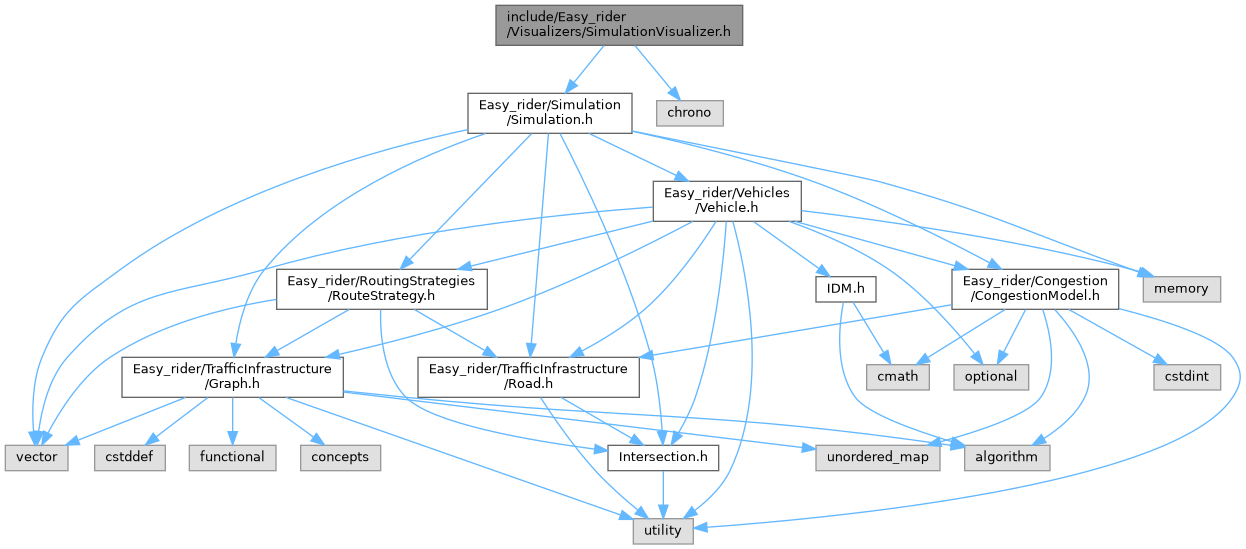 include/Easy_rider
/Visualizers/SimulationVisualizer.h
Easy_rider/Simulation
/Simulation.h
chrono
Easy_rider/Vehicles
/Vehicle.h
Easy_rider/RoutingStrategies
/RouteStrategy.h
IDM.h
Easy_rider/Congestion
/CongestionModel.h
memory
Easy_rider/TrafficInfrastructure
/Graph.h
Easy_rider/TrafficInfrastructure
/Road.h
cmath
optional
cstdint
vector
cstddef
functional
concepts
Intersection.h
unordered_map
algorithm
utility